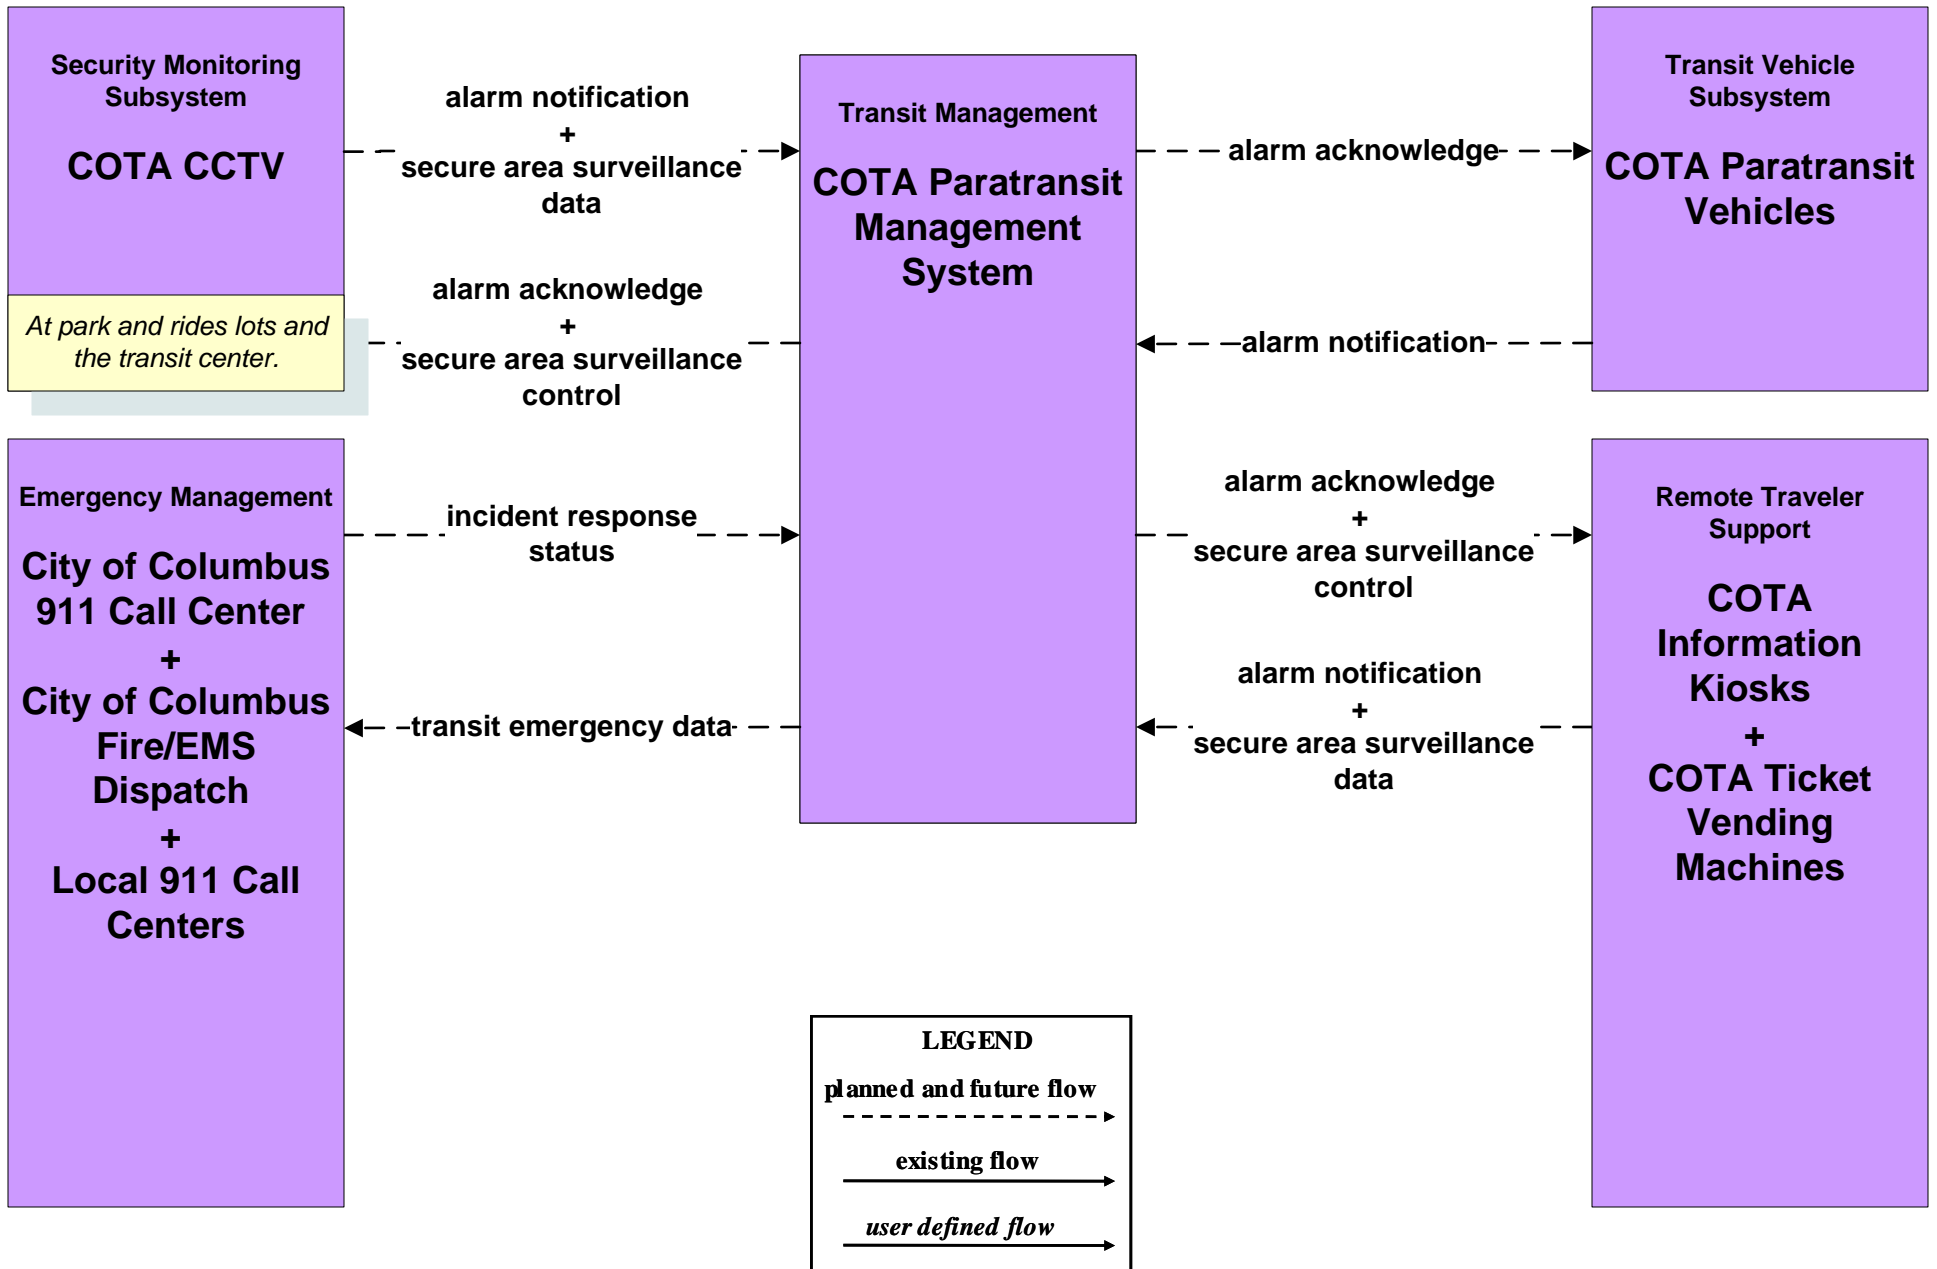 Security Monitoring
Subsystem
COTA CCTV
At park and rides lots and
the transit center.
alarm notification
+
secure area surveillance
data
alarm acknowledge
+
secure area surveillance
control
Transit Management
COTA Paratransit
Management
System
alarm acknowledge
alarm notification
Transit Vehicle
Subsystem
COTA Paratransit
Vehicles
Emergency Management
City of Columbus
911 Call Center
+
City of Columbus
Fire/EMS
Dispatch
+
Local 911 Call
Centers
incident response
status
transit emergency data
alarm acknowledge
+
secure area surveillance
control
alarm notification
+
secure area surveillance
data
Remote Traveler
Support
COTA
Information
Kiosks
+
COTA Ticket
Vending
Machines
LEGEND
planned and future flow
existing flow
user defined flow